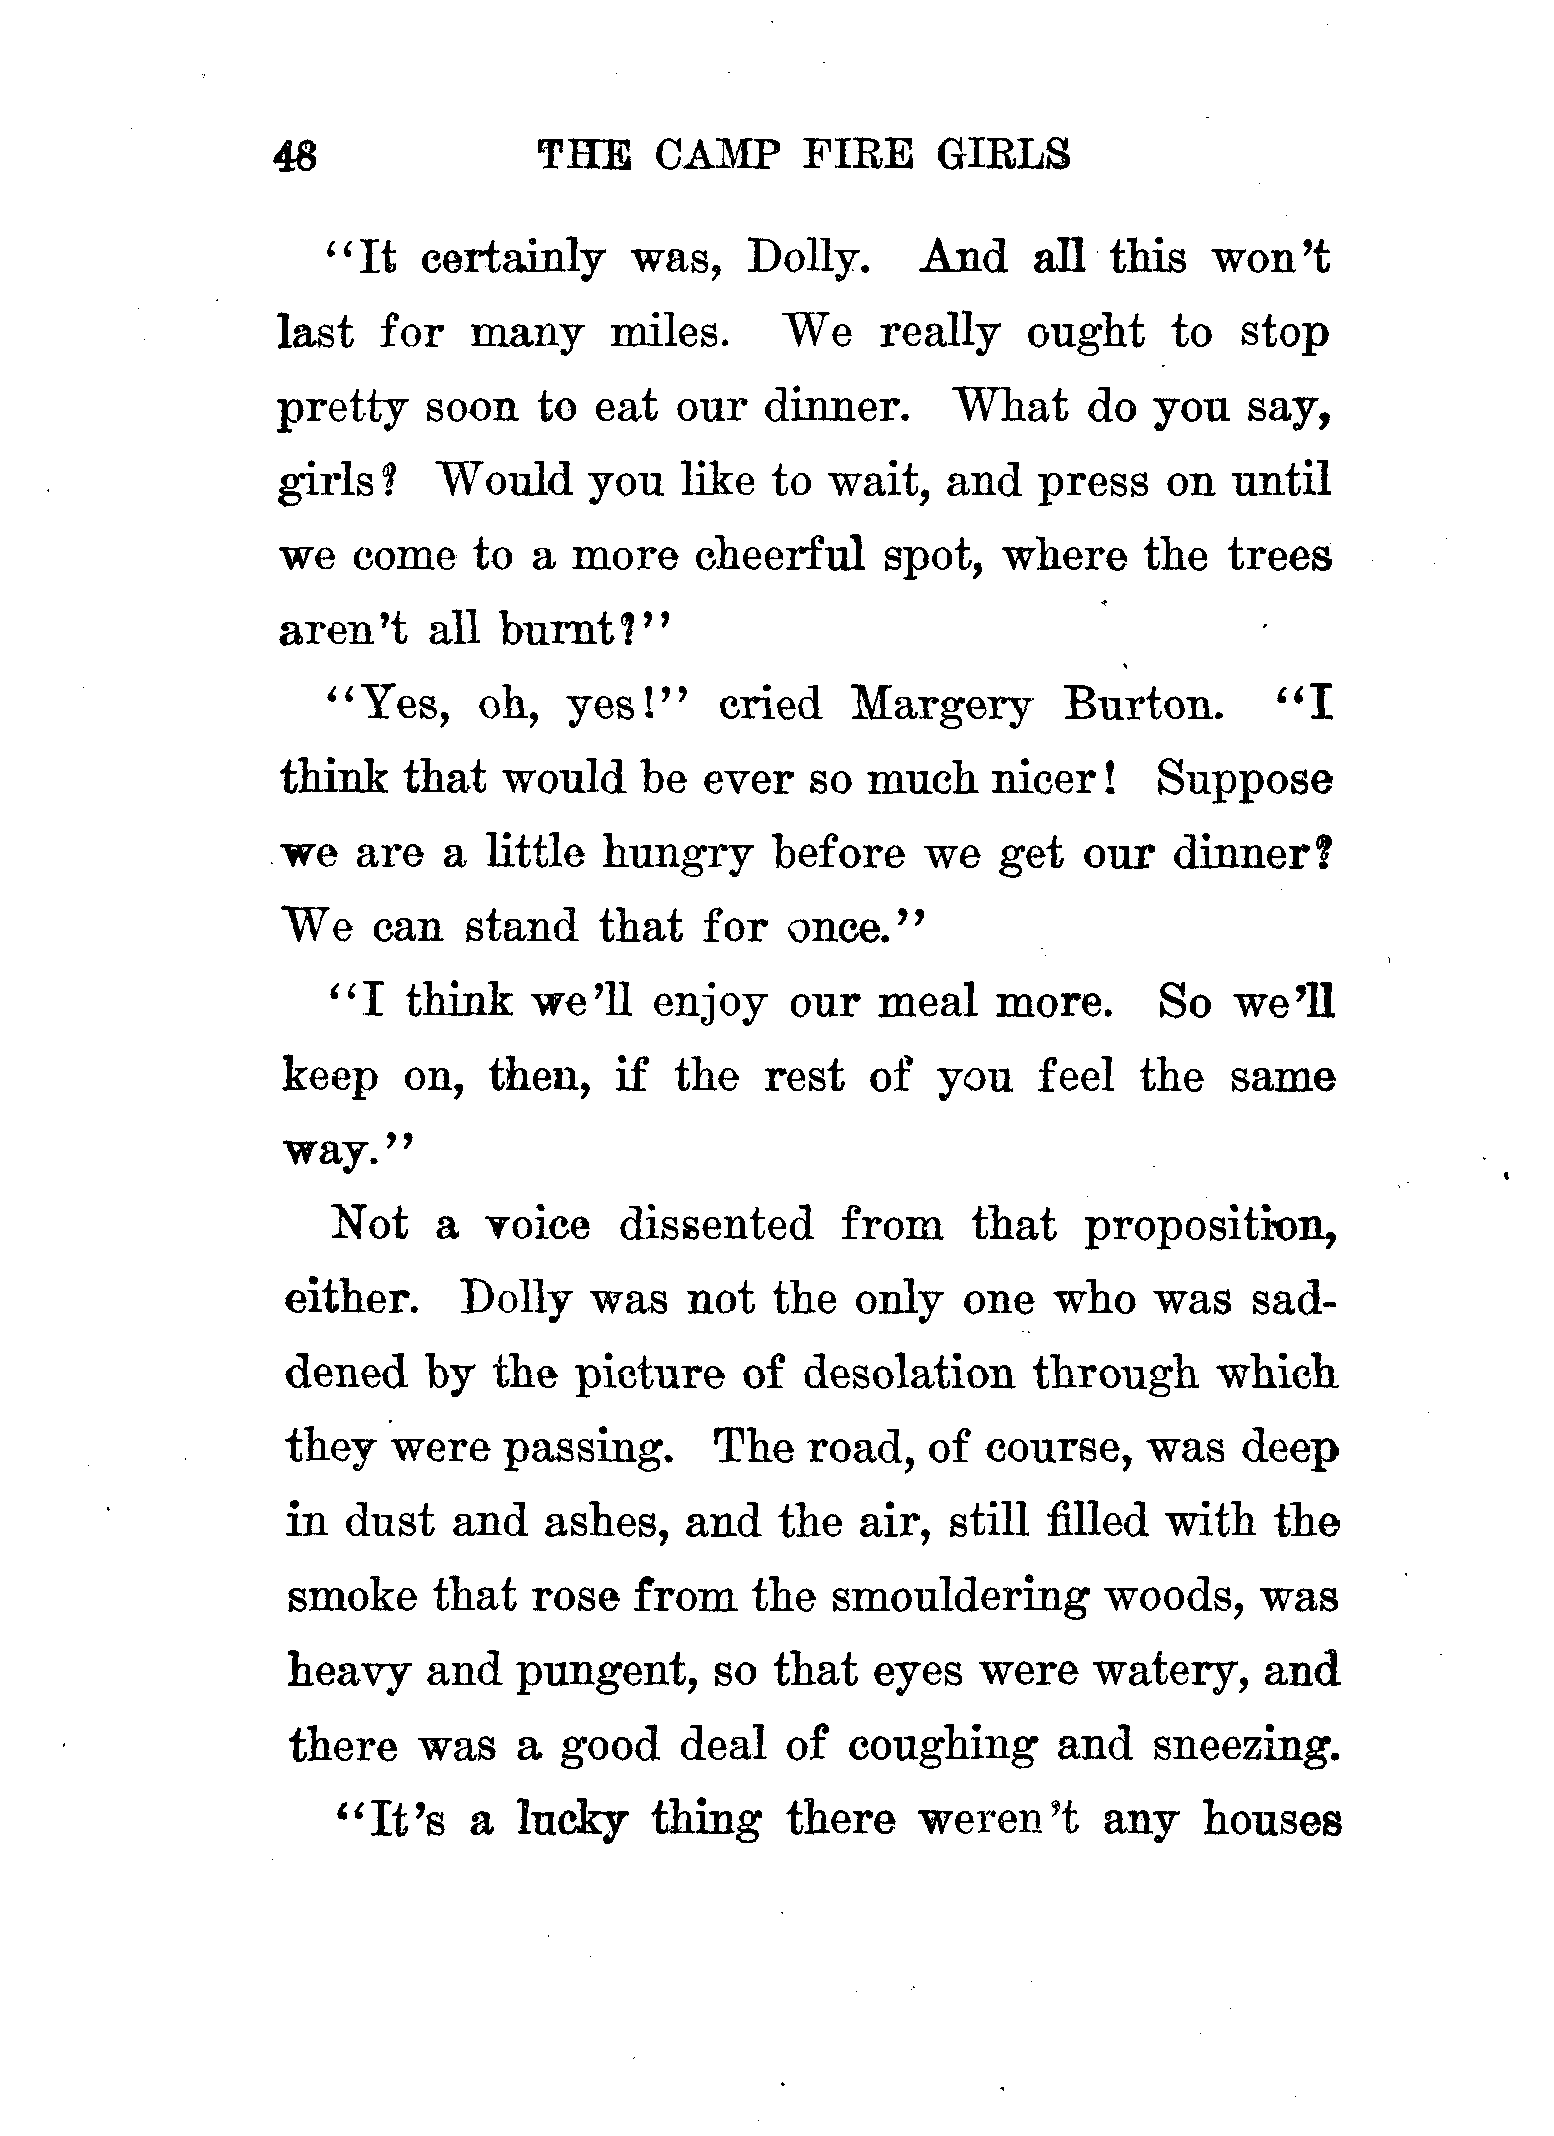 48 THE CAMP FIRE GIRLS
"It certainly was, Dolly. And all this won't
last for many miles. We really ought to stop
pretty soon to eat our dinner. What do you say,
girls? Would you like to wait, and press on until
we come to a more cheerful spot, where the trees
aren't all burnt?"
"Yes, oh, yes!" cried Margery Burton. "I
think that would be ever so much nicer! Suppose
we are a little hungry before we get our dinner?
We can stand that for once."
"I think we'll enjoy our meal more. So we'll
keep on, then, if the rest of you feel the same
way."
Not a voice dissented from that proposition,
either. Dolly was not the only one who was sad-
dened by the picture of desolation through which
they were passing. The road, of course, was deep
in dust and ashes, and the air, still filled with the
smoke that rose from the smouldering woods, was
heavy and pungent, so that eyes were watery, and
there was a good deal of coughing and sneezing.
"It's a lucky thing there weren't any houses